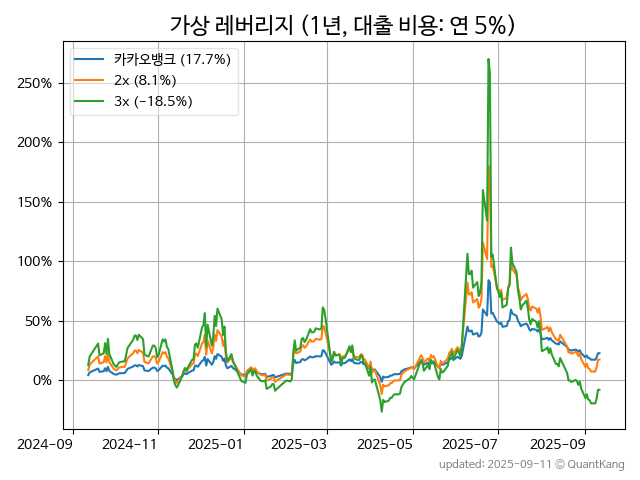 가상 레버리지 (1년, 대출 비용: 연 5%)
카카오뱅크 (17.7%)
2x (8.1%)
3x (-18.5%)
250%
200%
150%
100%
50%
0%
2024-09 2024-11 2025-01 2025-03 2025-05 2025-07 2025-09
updated: 2025-09-11 © QuantKang